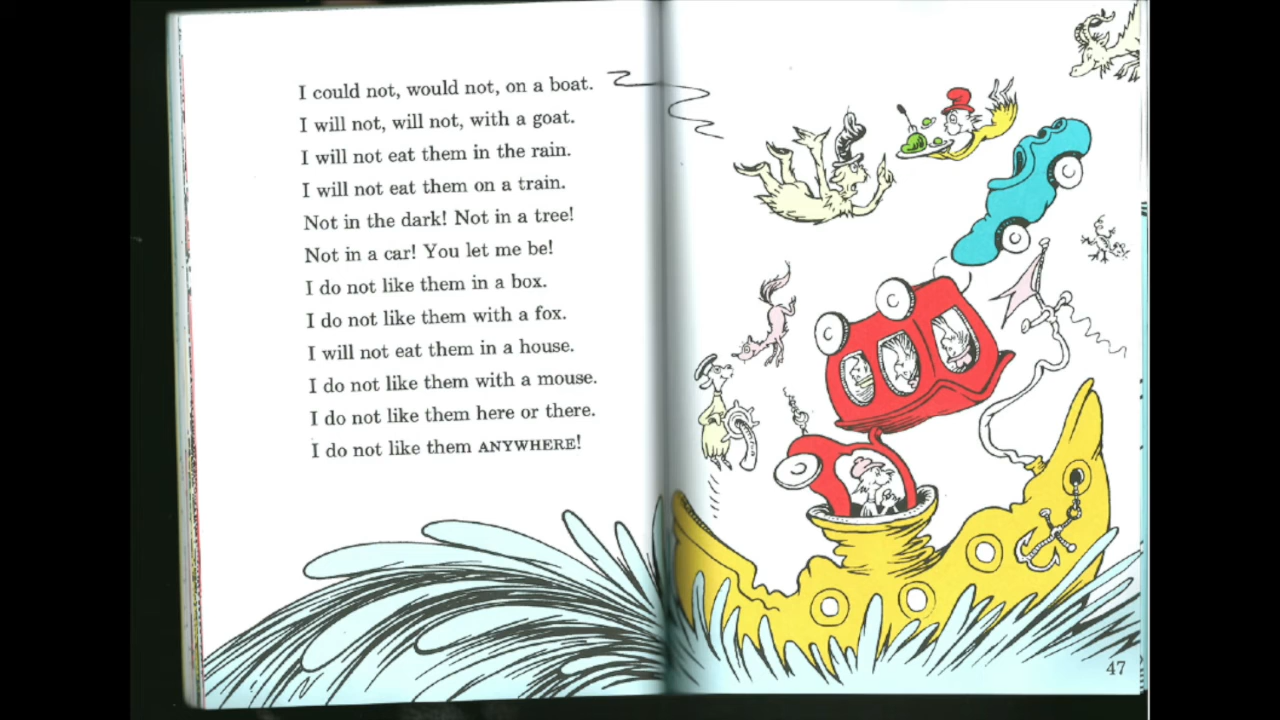 I could not, would not, on a boat.
I will not, will not, with a goat.
I will not eat them in the rain.
I will not eat them on a train.
Not in the dark! Not in a tree!
Not in a car! You let me be!
I do not like them in a box.
I do not like them with a fox.
I will not eat them in a house.
I do not like them with a mouse.
I do not like them here or there.
I do not like them ANYWHERE!
47